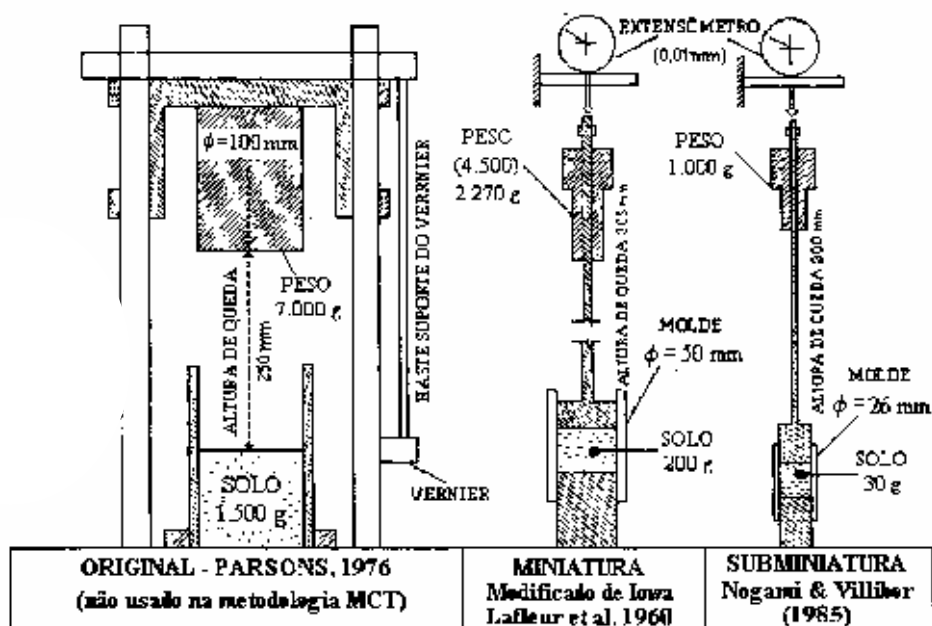 EXTENSÔMETRO
(0,01mm)
ϕ=100 mm
PESO
7.000 g
ALTURA DE QUEDA
250 mm
HASTE SUPORTE DO VERNIER
VERNIER
SOLO
1.500 g
PESO
(4.500)
2.270 g
ALTURA DE QUEDA 305 mm
MOLDE
ϕ = 50 mm
SOLO
200 g
PESO
1.000 g
ALTURA DE QUEDA 200 mm
MOLDE
ϕ = 26 mm
SOLO
30 g
ORIGINAL - PARSONS, 1976
(não usado na metodologia MCT)
MINIATURA
Modificado de Iowa
Lafleur et al, 1960
SUBMINIATURA
Nogami & Villibor
(1985)